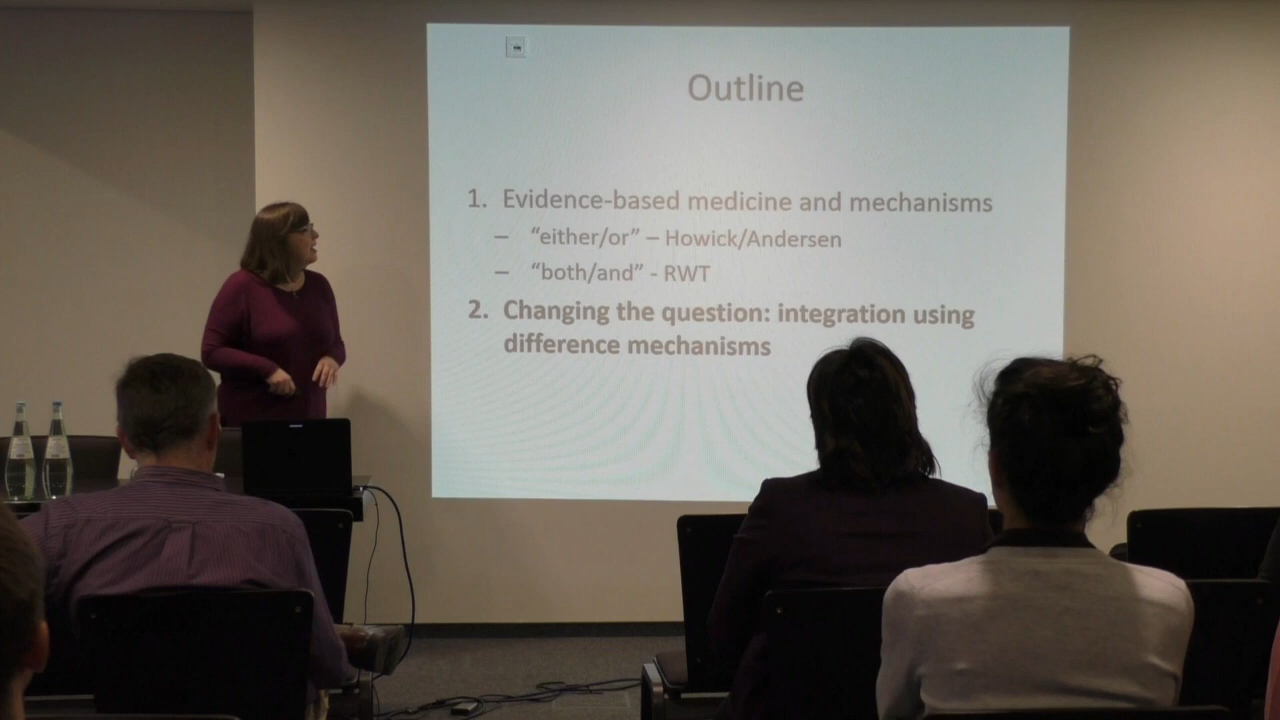 Outline
1. Evidence-based medicine and mechanisms
– “either/or” – Howick/Andersen
– “both/and” - RWT
2. Changing the question: integration using
difference mechanisms